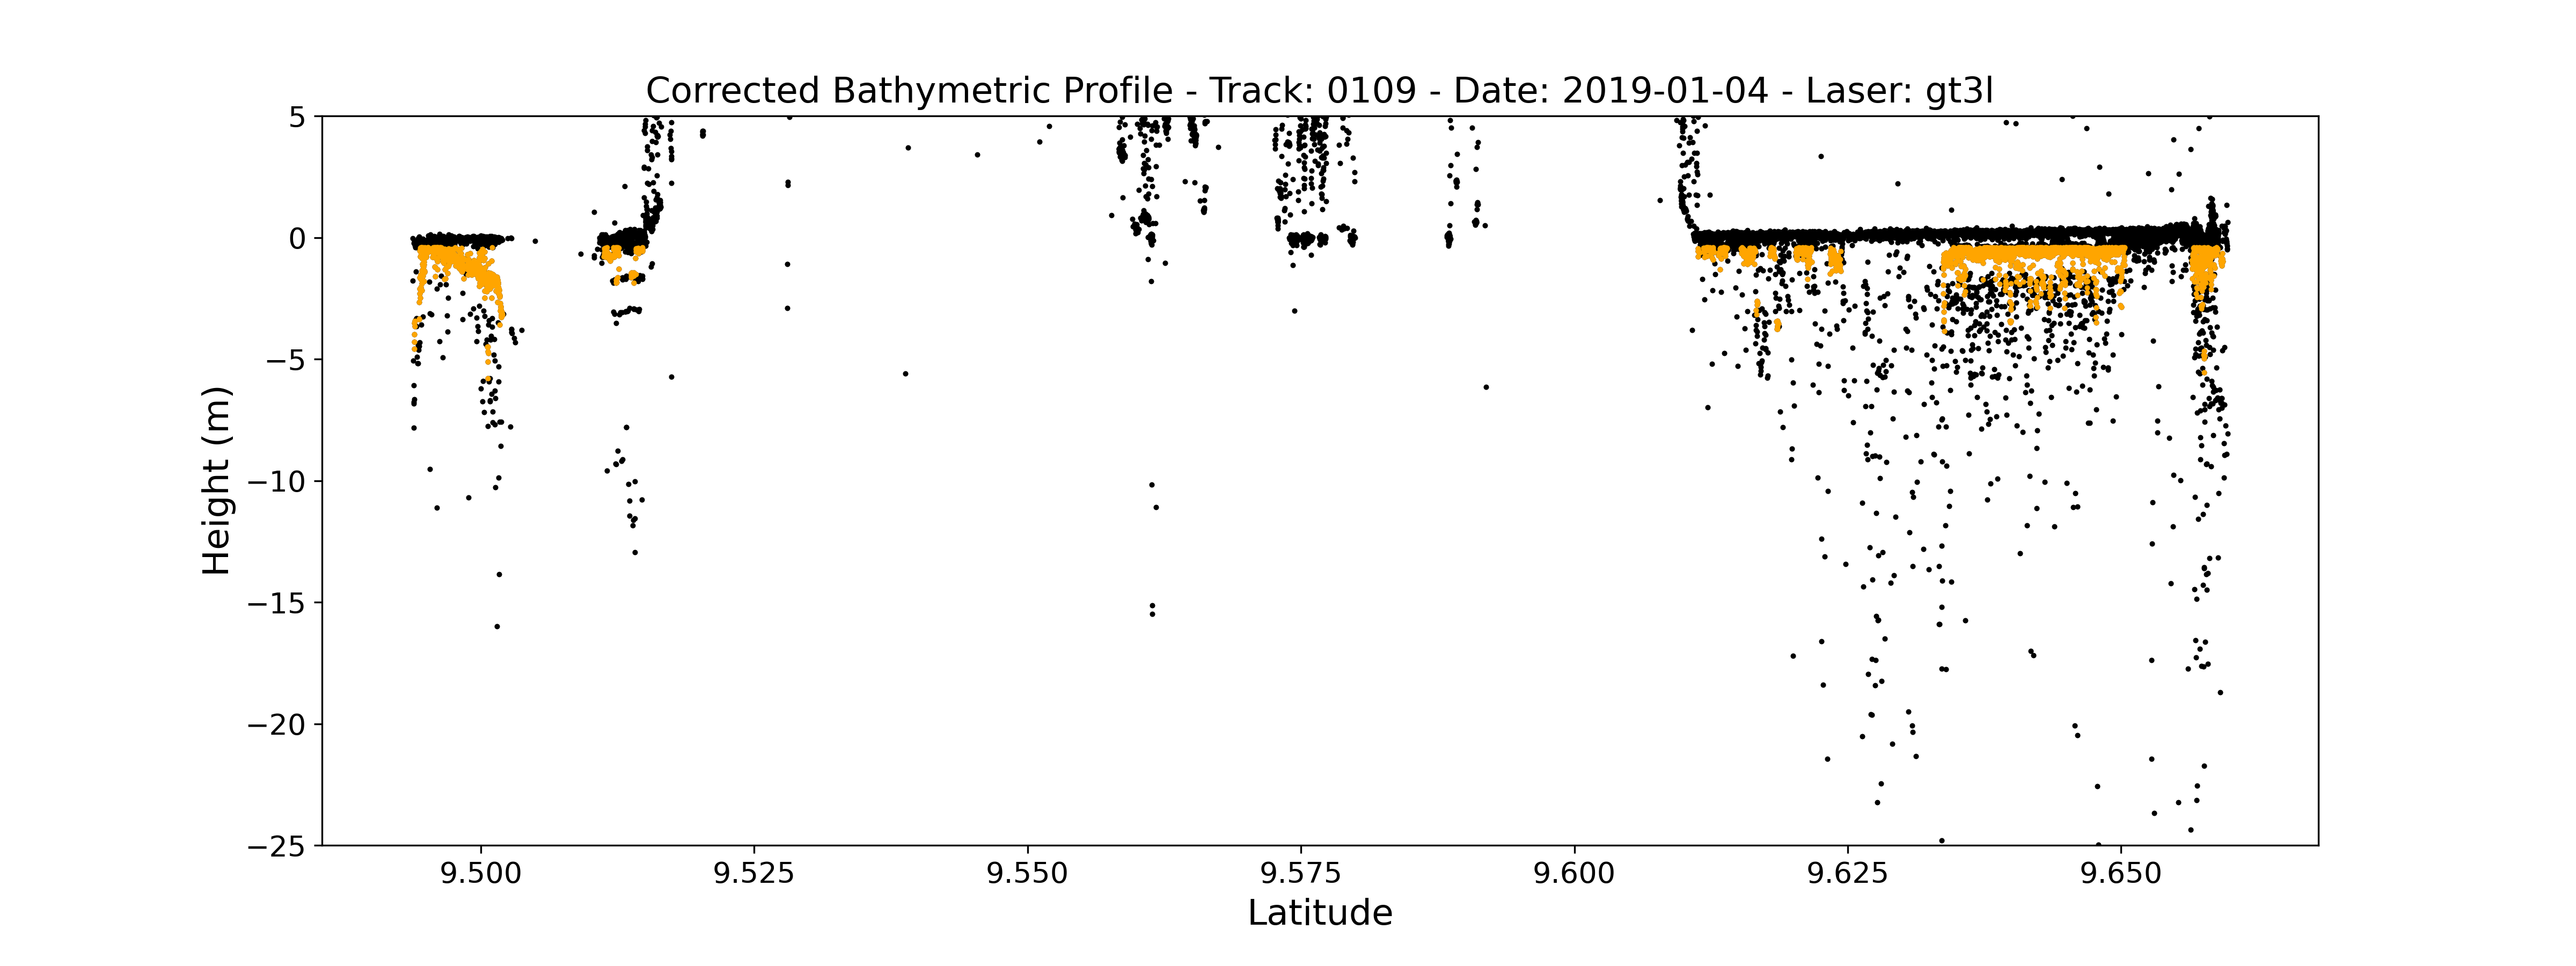 Corrected Bathymetric Profile - Track: 0109 - Date: 2019-01-04 - Laser: gt3l
5
0
−5
−10
−15
−20
−25
Height (m)
9.500 9.525 9.550 9.575 9.600 9.625 9.650
Latitude